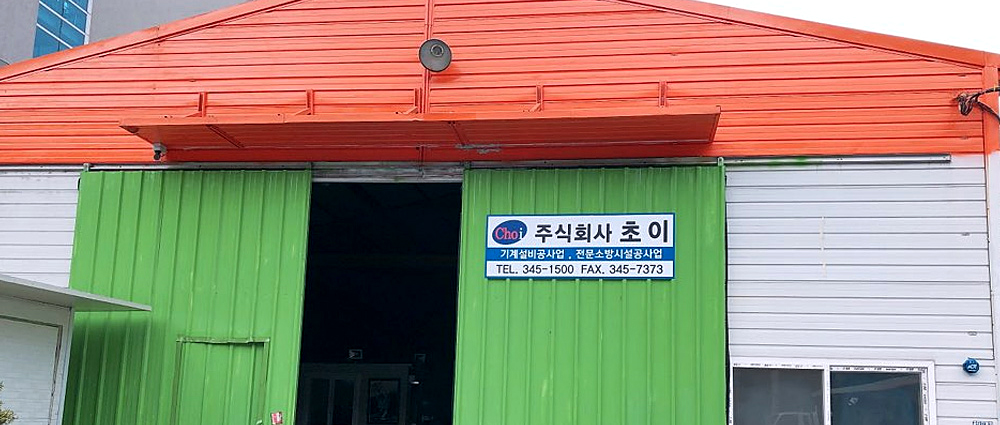 Choi 주식회사 초이
기계설비공사업 . 전문소방시설공사업
TEL. 345-1500 FAX. 345-7373
ADT